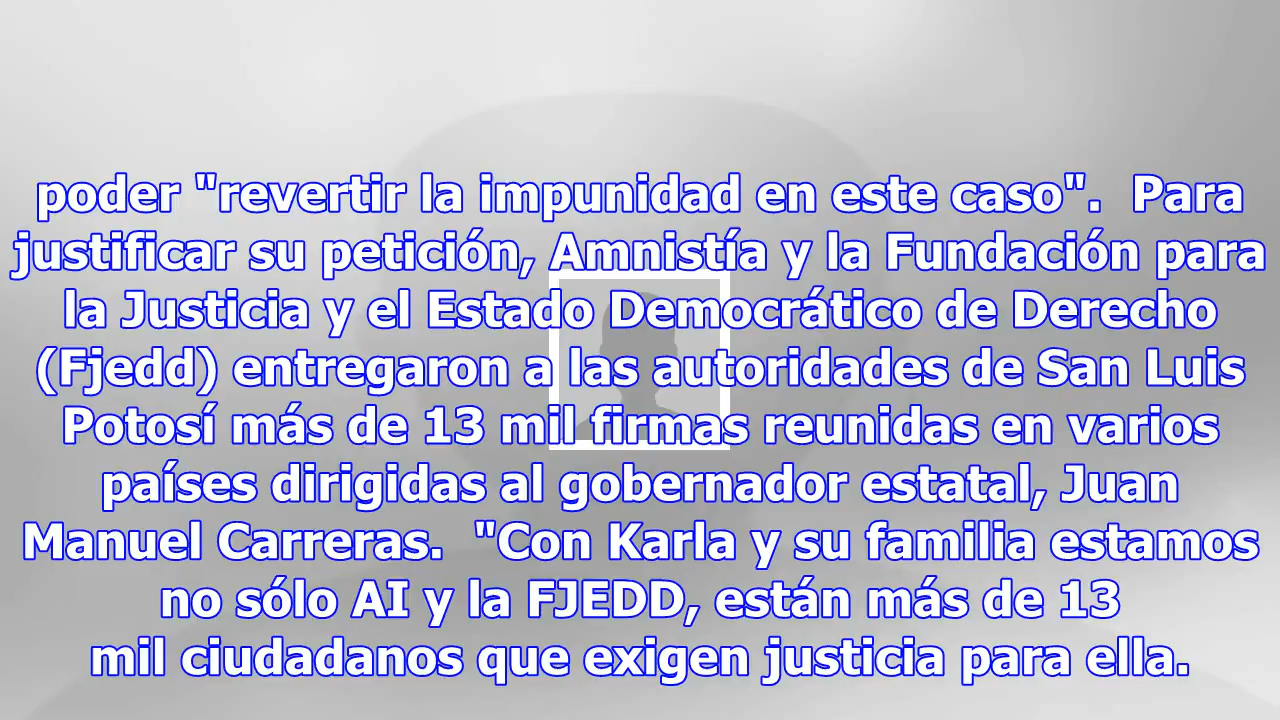 poder "revertir la impunidad en este caso".  Para
justificar su petición, Amnistía y la Fundación para
la Justicia y el Estado Democrático de Derecho
(Fjedd) entregaron a las autoridades de San Luis
Potosí más de 13 mil firmas reunidas en varios
países dirigidas al gobernador estatal, Juan
Manuel Carreras.  "Con Karla y su familia estamos
no sólo AI y la FJEDD, están más de 13
mil ciudadanos que exigen justicia para ella.